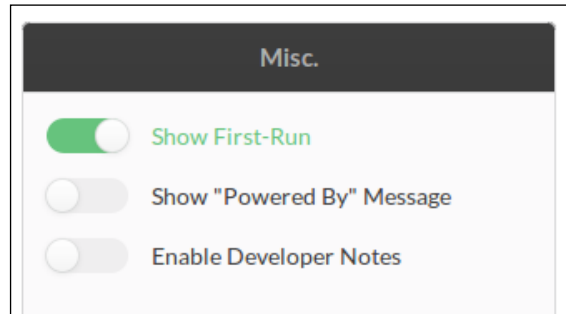 Misc.
Show First-Run
Show "Powered By" Message
Enable Developer Notes